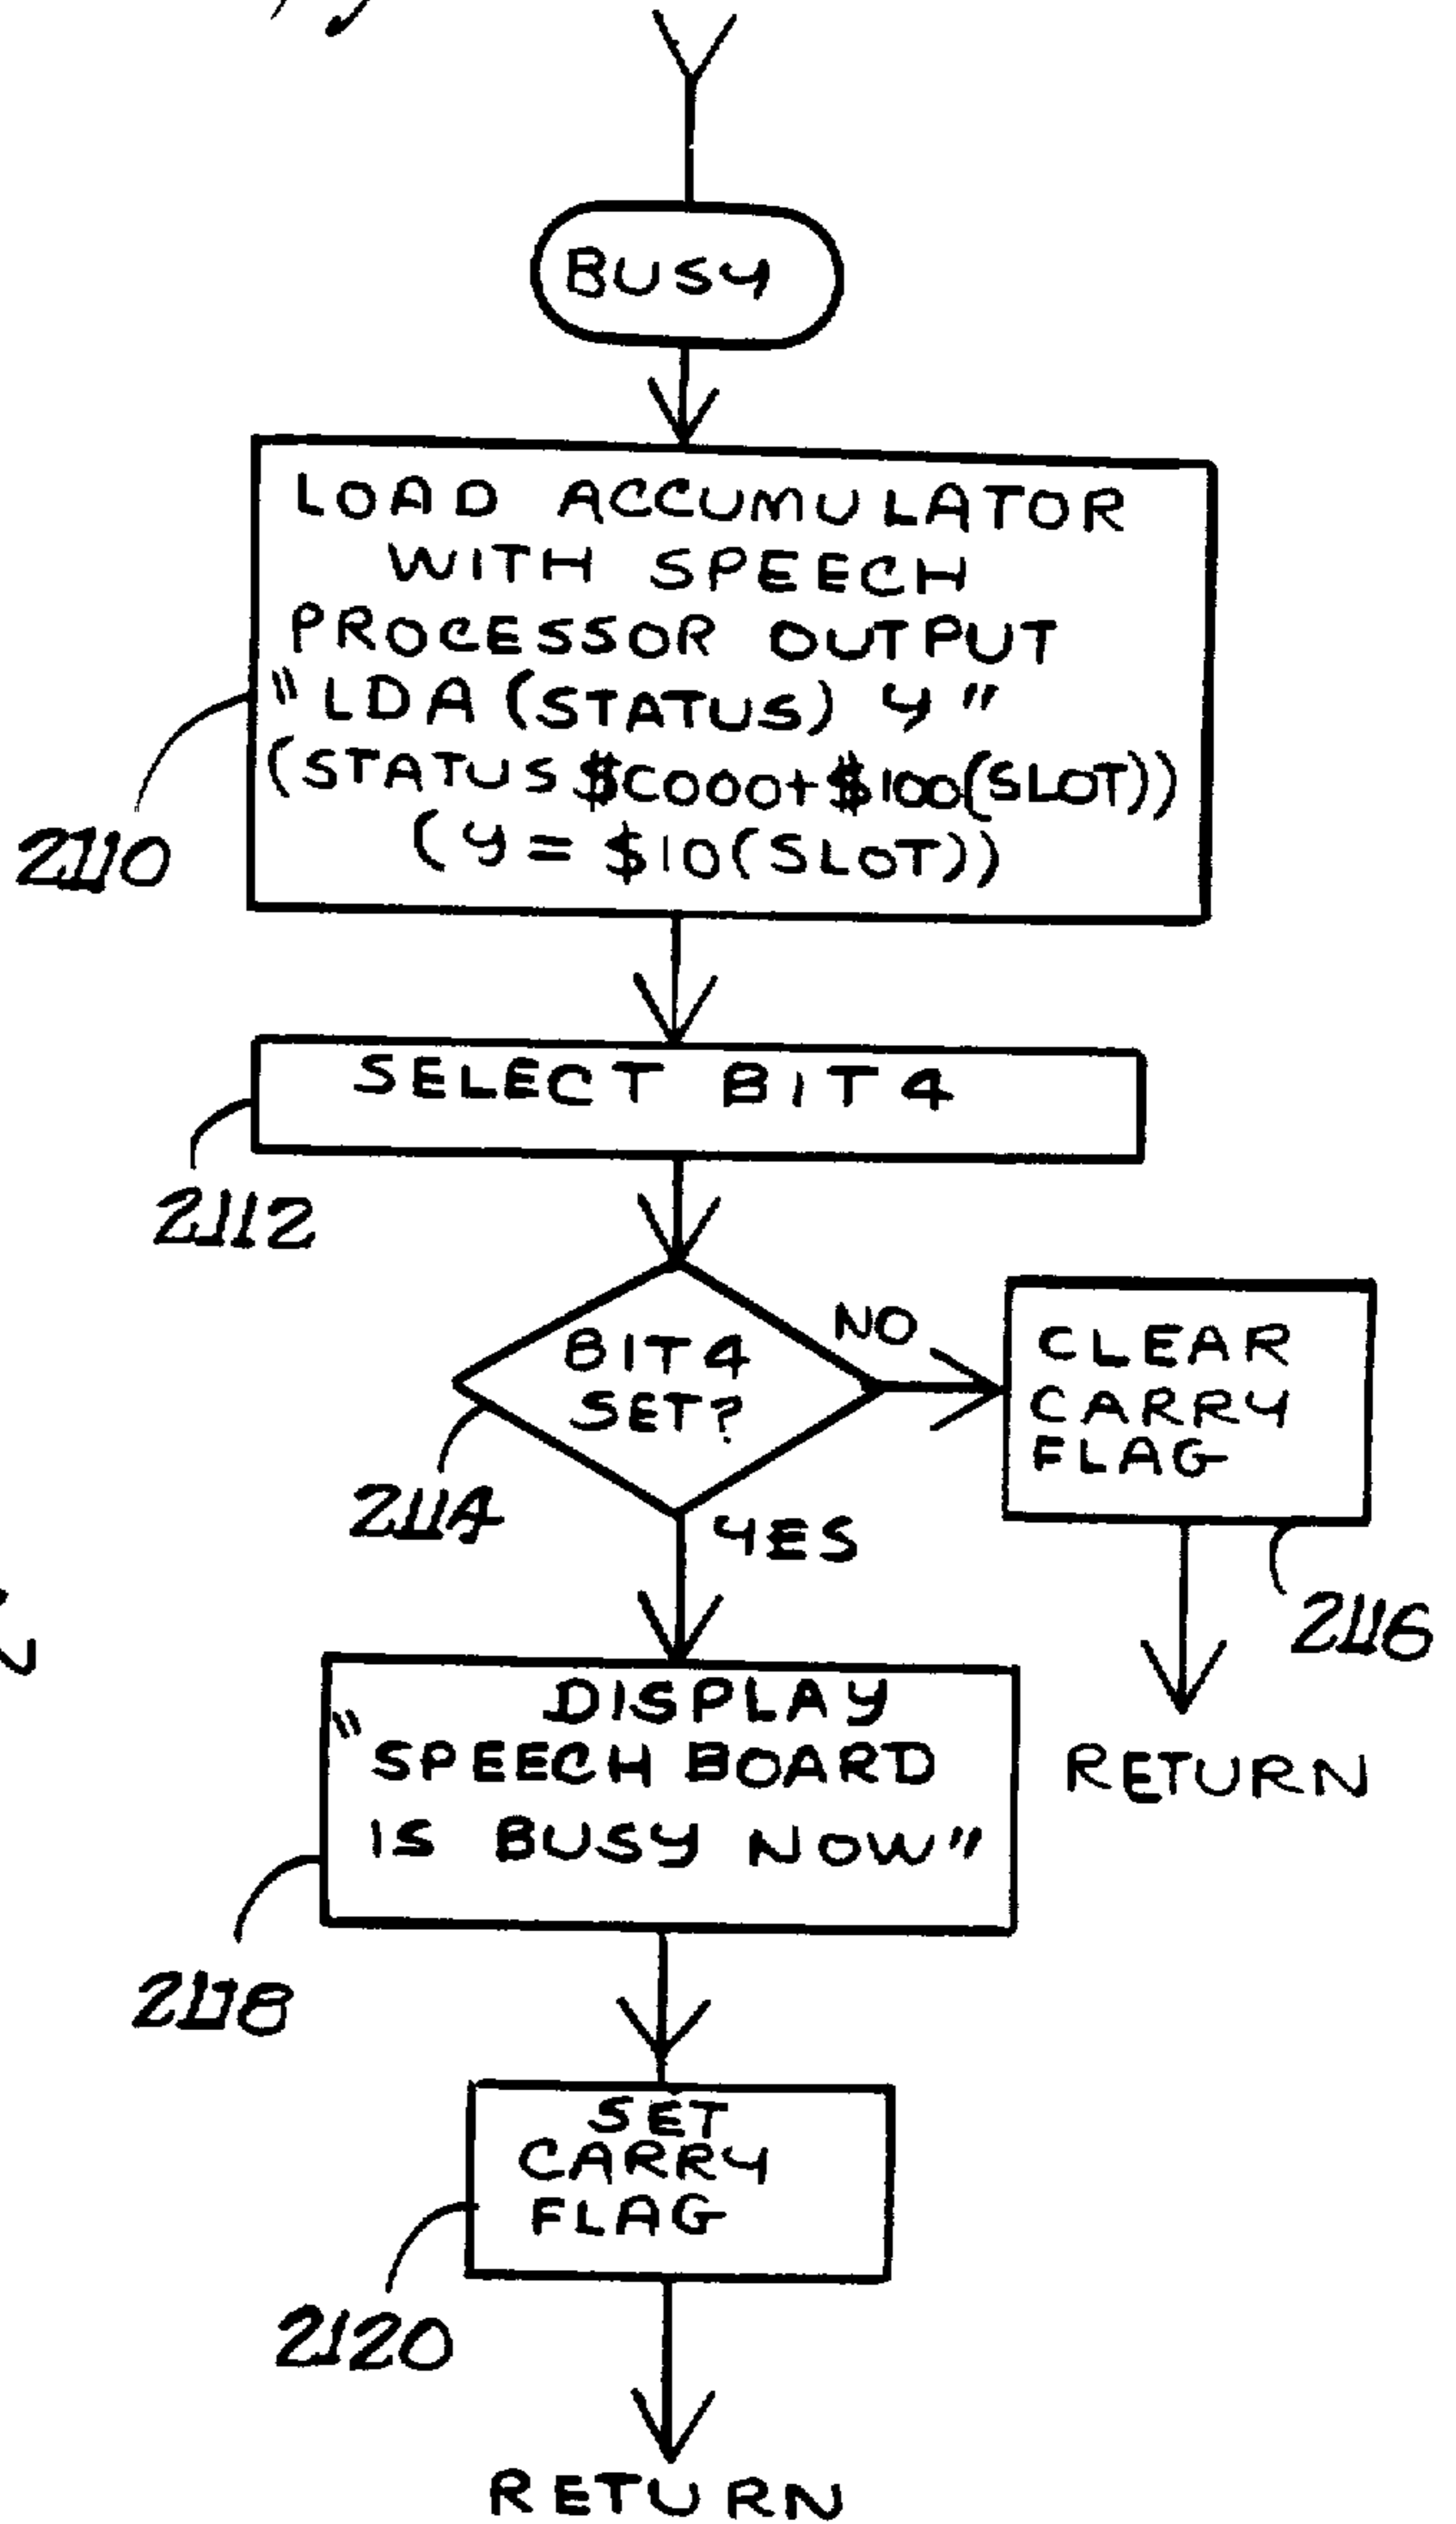 BUSY
LOAD ACCUMULATOR
WITH SPEECH
PROCESSOR OUTPUT
"LDA (STATUS) Y"
(STATUS $C000+$100(SLOT))
(Y = $10(SLOT))
2110
SELECT BIT 4
2112
BIT 4
SET?
NO
CLEAR
CARRY
FLAG
2114
YES
2116
RETURN
DISPLAY
"SPEECH BOARD
IS BUSY NOW"
2118
SET
CARRY
FLAG
2120
RETURN